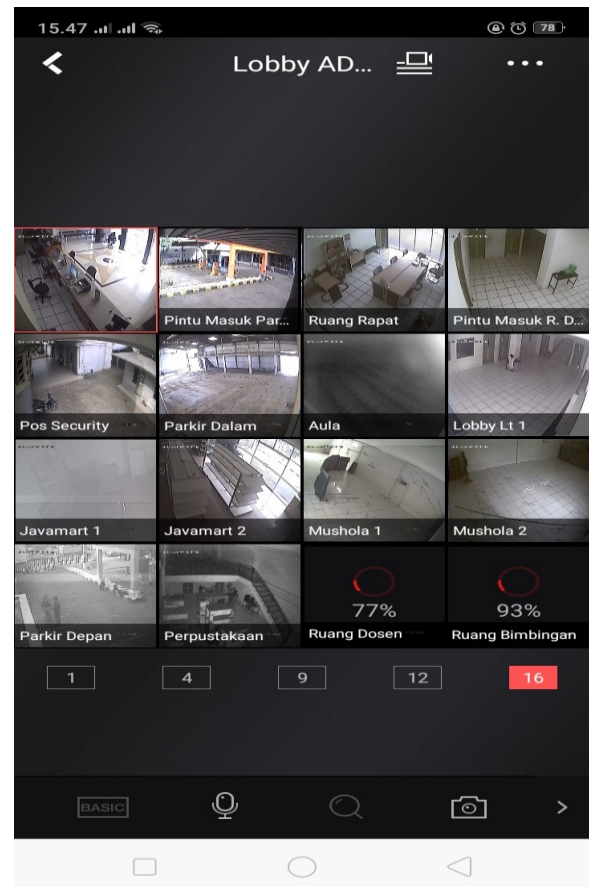 15.47
78
Lobby AD...
Pintu Masuk Par...
Ruang Rapat
Pintu Masuk R. D...
Pos Security
Parkir Dalam
Aula
Lobby Lt 1
Javamart 1
Javamart 2
Mushola 1
Mushola 2
Parkir Depan
Perpustakaan
77%
Ruang Dosen
93%
Ruang Bimbingan
1
4
9
12
16
BASIC